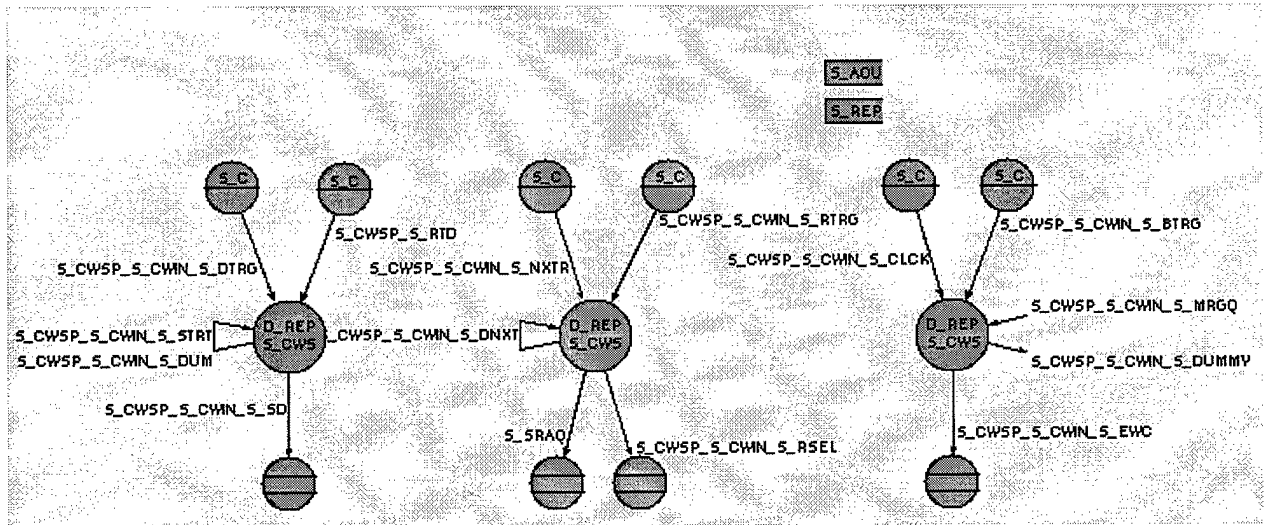 S_AOU
S_REP
S_C
S_D
S_C
S_C
S_C
S_C
S_CWSP_S_RTD
S_CWSP_S_CWIN_S_RTRG
S_CWSP_S_CWIN_S_BTRG
S_CWSP_S_CWIN_S_DTRG
S_CWSP_S_CWIN_S_NXTR
S_CWSP_S_CWIN_S_CLCK
S_CWSP_S_CWIN_S_MRGQ
D_REP
S_CWS
D_REP
S_CWS
D_REP
S_CWS
S_CWSP_S_CWIN_S_STRT
_CWSP_S_CWIN_S_DNXT
S_CWSP_S_CWIN_S_DUM
S_CWSP_S_CWIN_S_DUMMY
S_CWSP_S_CWIN_S_SD
S_SRAQ
S_CWSP_S_CWIN_S_RSEL
S_CWSP_S_CWIN_S_EWC